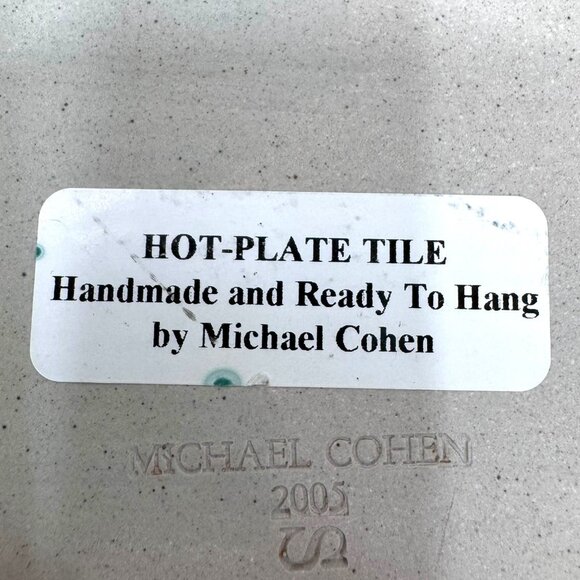 HOT-PLATE TILE
Handmade and Ready To Hang
by Michael Cohen
MICHAEL COHEN
2005